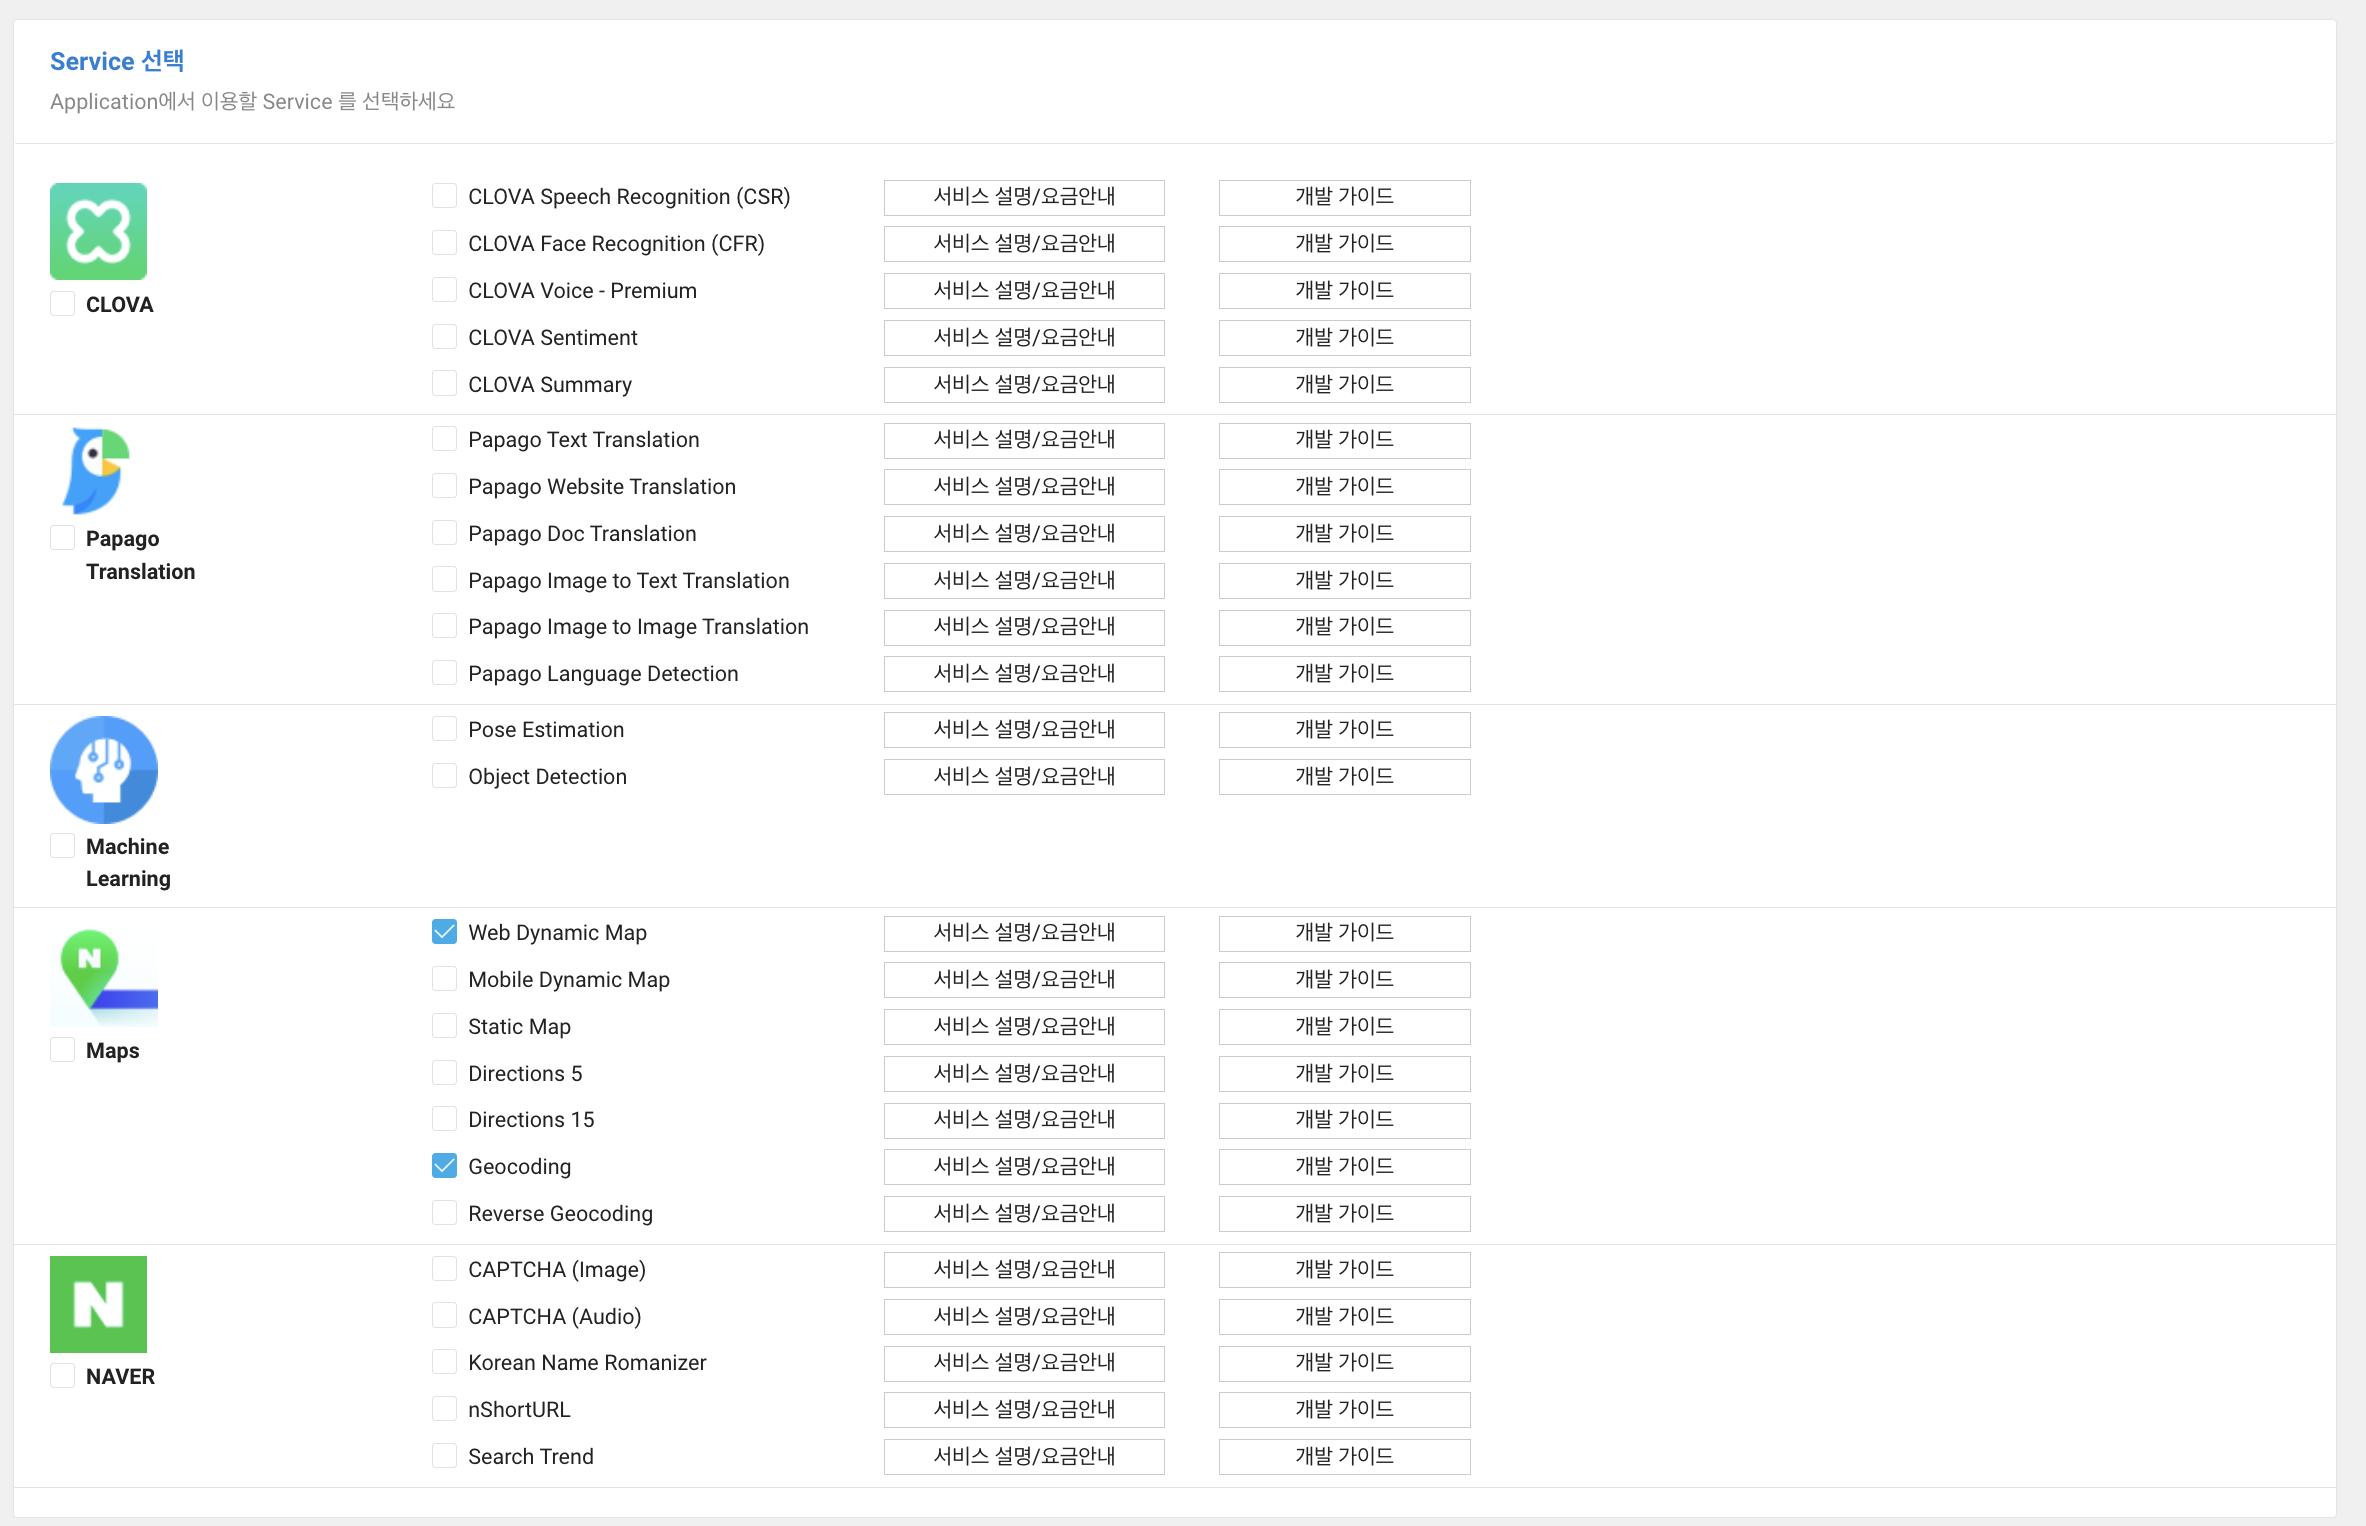 Service 선택
Application에서 이용할 Service 를 선택하세요
CLOVA
CLOVA Speech Recognition (CSR) 서비스 설명/요금안내 개발 가이드
CLOVA Face Recognition (CFR) 서비스 설명/요금안내 개발 가이드
CLOVA Voice - Premium 서비스 설명/요금안내 개발 가이드
CLOVA Sentiment 서비스 설명/요금안내 개발 가이드
CLOVA Summary 서비스 설명/요금안내 개발 가이드
Papago
Translation
Papago Text Translation 서비스 설명/요금안내 개발 가이드
Papago Website Translation 서비스 설명/요금안내 개발 가이드
Papago Doc Translation 서비스 설명/요금안내 개발 가이드
Papago Image to Text Translation 서비스 설명/요금안내 개발 가이드
Papago Image to Image Translation 서비스 설명/요금안내 개발 가이드
Papago Language Detection 서비스 설명/요금안내 개발 가이드
Machine
Learning
Pose Estimation 서비스 설명/요금안내 개발 가이드
Object Detection 서비스 설명/요금안내 개발 가이드
N
Maps
Web Dynamic Map 서비스 설명/요금안내 개발 가이드
Mobile Dynamic Map 서비스 설명/요금안내 개발 가이드
Static Map 서비스 설명/요금안내 개발 가이드
Directions 5 서비스 설명/요금안내 개발 가이드
Directions 15 서비스 설명/요금안내 개발 가이드
Geocoding 서비스 설명/요금안내 개발 가이드
Reverse Geocoding 서비스 설명/요금안내 개발 가이드
N
NAVER
CAPTCHA (Image) 서비스 설명/요금안내 개발 가이드
CAPTCHA (Audio) 서비스 설명/요금안내 개발 가이드
Korean Name Romanizer 서비스 설명/요금안내 개발 가이드
nShortURL 서비스 설명/요금안내 개발 가이드
Search Trend 서비스 설명/요금안내 개발 가이드